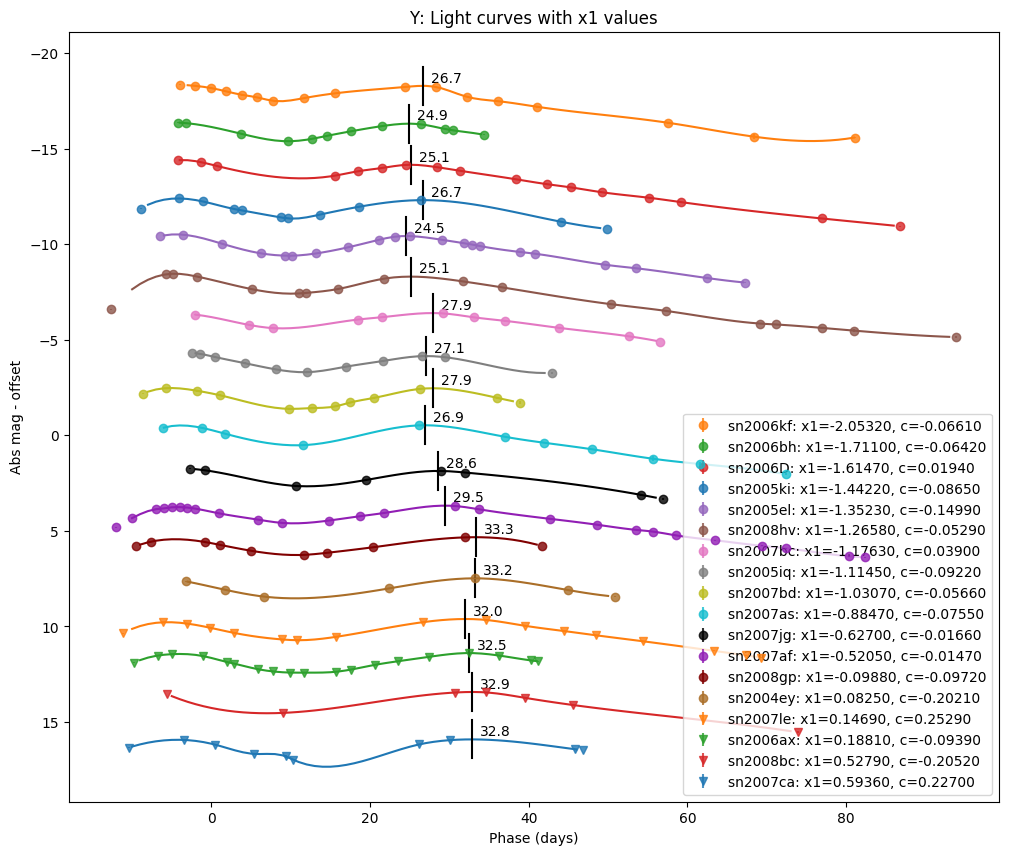 Y: Light curves with x1 values
Abs mag - offset
−20
−15
−10
−5
0
5
10
15
26.7
24.9
25.1
26.7
24.5
25.1
27.9
27.1
27.9
26.9
28.6
29.5
33.3
33.2
32.0
32.5
32.9
32.8
sn2006kf: x1=-2.05320, c=-0.06610
sn2006bh: x1=-1.71100, c=-0.06420
sn2006D: x1=-1.61470, c=0.01940
sn2005ki: x1=-1.44220, c=-0.08650
sn2005el: x1=-1.35230, c=-0.14990
sn2008hv: x1=-1.26580, c=-0.05290
sn2007bc: x1=-1.17630, c=0.03900
sn2005iq: x1=-1.11450, c=-0.09220
sn2007bd: x1=-1.03070, c=-0.05660
sn2007as: x1=-0.88470, c=-0.07550
sn2007jg: x1=-0.62700, c=-0.01660
sn2007af: x1=-0.52050, c=-0.01470
sn2008gp: x1=-0.09880, c=-0.09720
sn2004ey: x1=0.08250, c=-0.20210
sn2007le: x1=0.14690, c=0.25290
sn2006ax: x1=0.18810, c=-0.09390
sn2008bc: x1=0.52790, c=-0.20520
sn2007ca: x1=0.59360, c=0.22700
0
20
40
60
80
Phase (days)